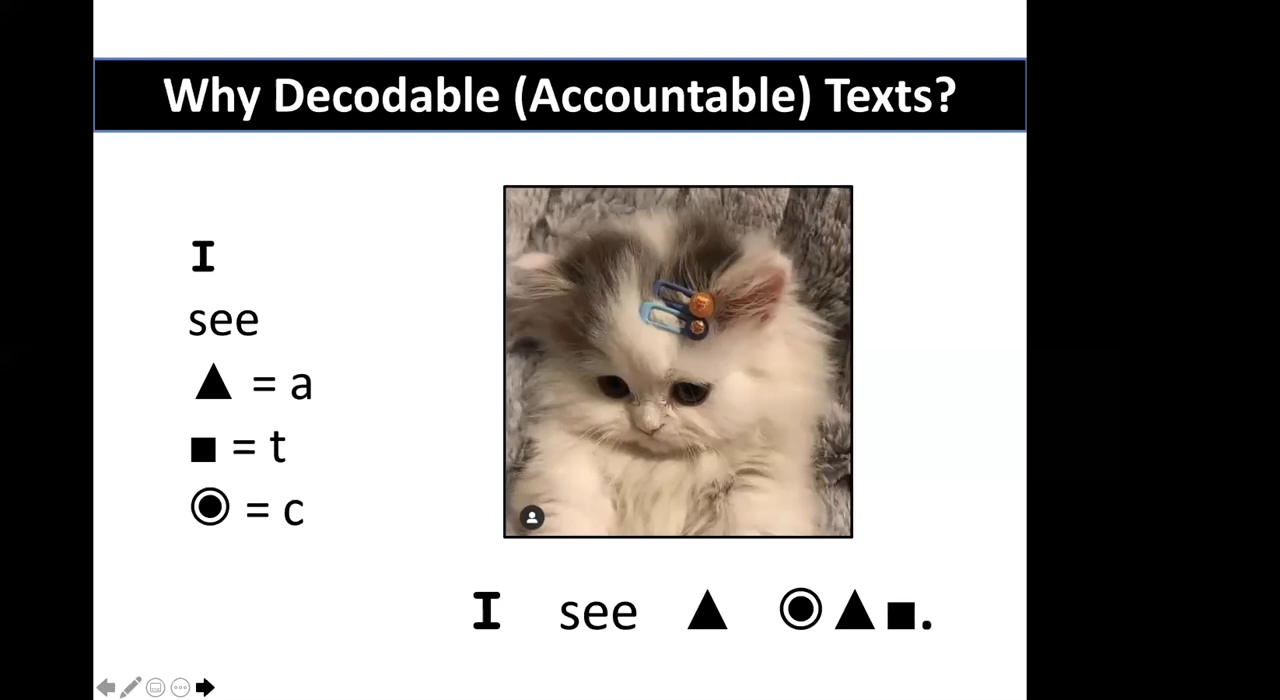 Why Decodable (Accountable) Texts?
I
see
▲ = a
■ = t
◉ = c
I see ▲ ◉▲■.